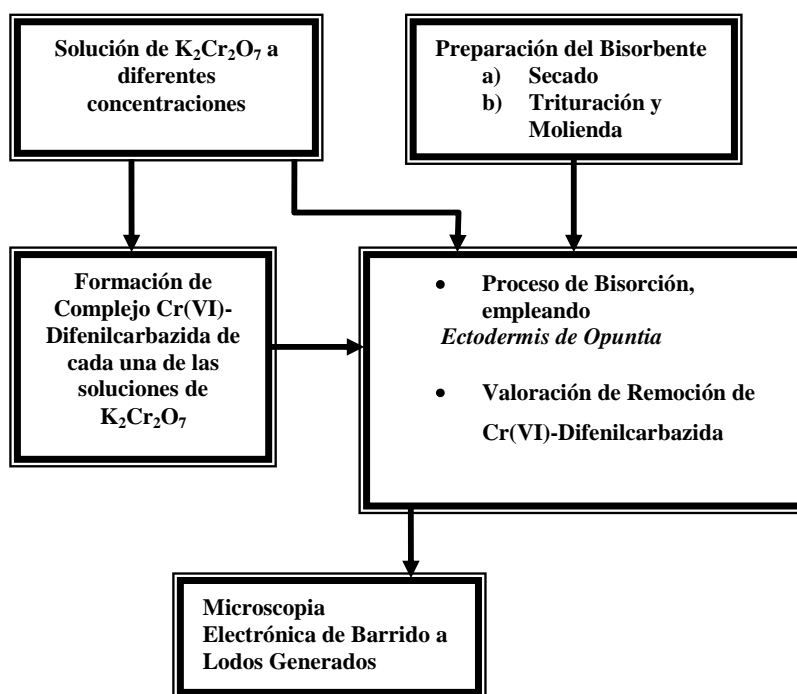 Solución de K₂Cr₂O₇ a
diferentes
concentraciones
Preparación del Bisorbente
a) Secado
b) Trituración y
Molienda
Formación de
Complejo Cr(VI)-
Difenilcarbazida de
cada una de las
soluciones de
K₂Cr₂O₇
• Proceso de Bisorción,
empleando
Ectodermis de Opuntia
• Valoración de Remoción de
Cr(VI)-Difenilcarbazida
Microscopia
Electrónica de Barrido a
Lodos Generados